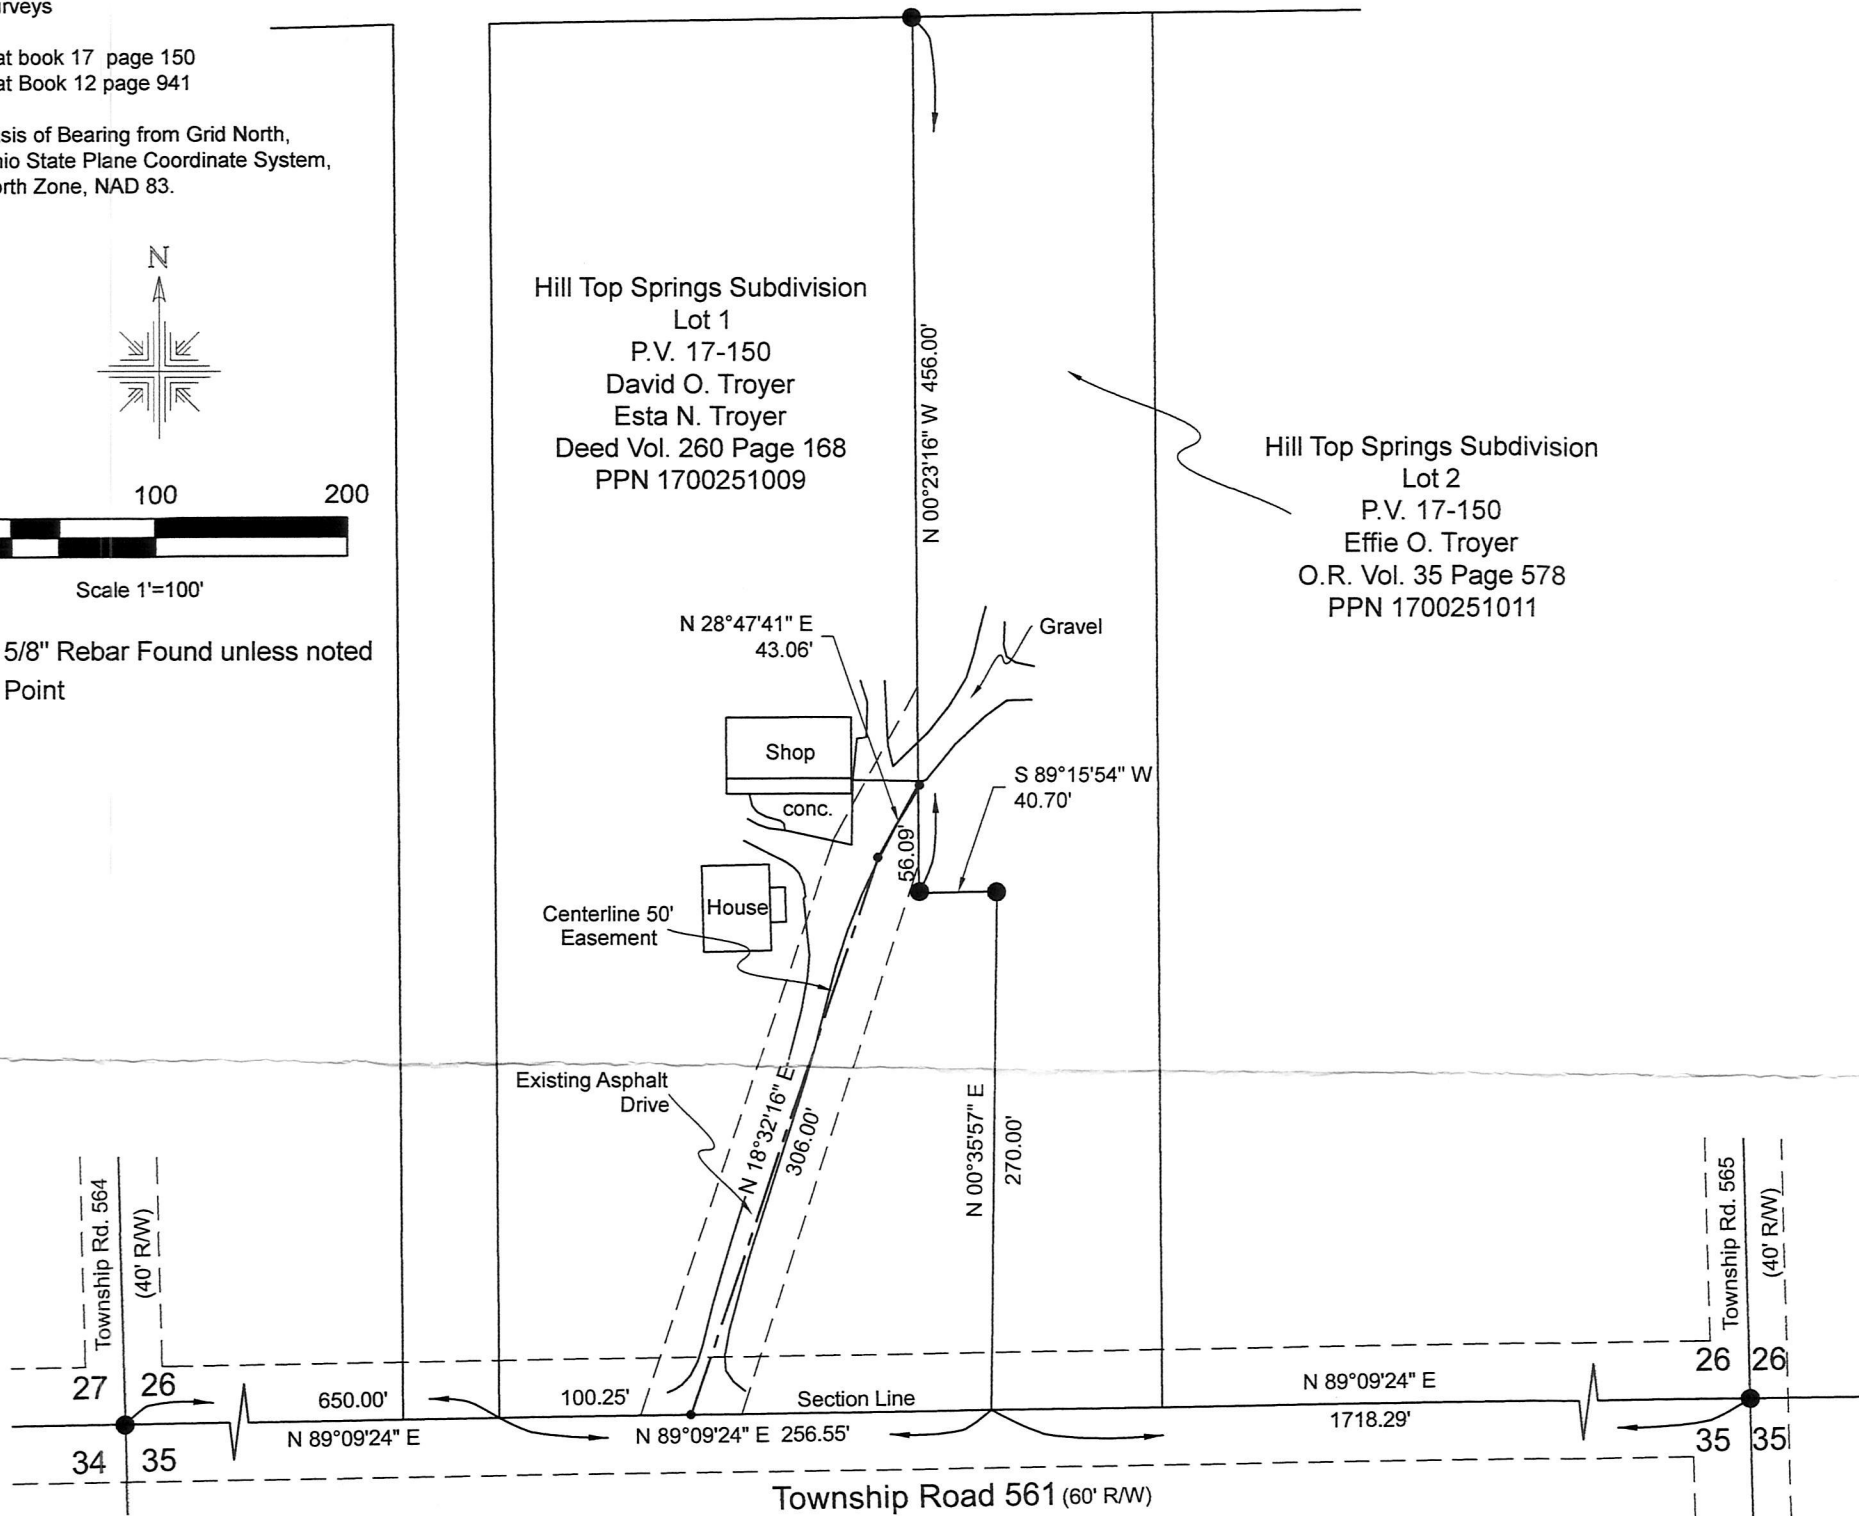 at book 17 page 150
at Book 12 page 941
sis of Bearing from Grid North,
io State Plane Coordinate System,
rth Zone, NAD 83.
N
100 200
Scale 1'=100'
5/8" Rebar Found unless noted
Point
Hill Top Springs Subdivision
Lot 1
P.V. 17-150
David O. Troyer
Esta N. Troyer
Deed Vol. 260 Page 168
PPN 1700251009
N 00°23'16" W 456.00'
Hill Top Springs Subdivision
Lot 2
P.V. 17-150
Effie O. Troyer
O.R. Vol. 35 Page 578
PPN 1700251011
N 28°47'41" E
43.06'
Gravel
Shop
conc.
S 89°15'54" W
40.70'
56.09'
House
Centerline 50'
Easement
Existing Asphalt
Drive
N 18°32'16" E
306.00'
N 00°35'57" E
270.00'
Township Rd. 564
(40' R/W)
Township Rd. 565
(40' R/W)
27 26
34 35
650.00'
N 89°09'24" E
100.25'
Section Line
N 89°09'24" E 256.55'
N 89°09'24" E
1718.29'
26 26
35 35
Township Road 561 (60' R/W)